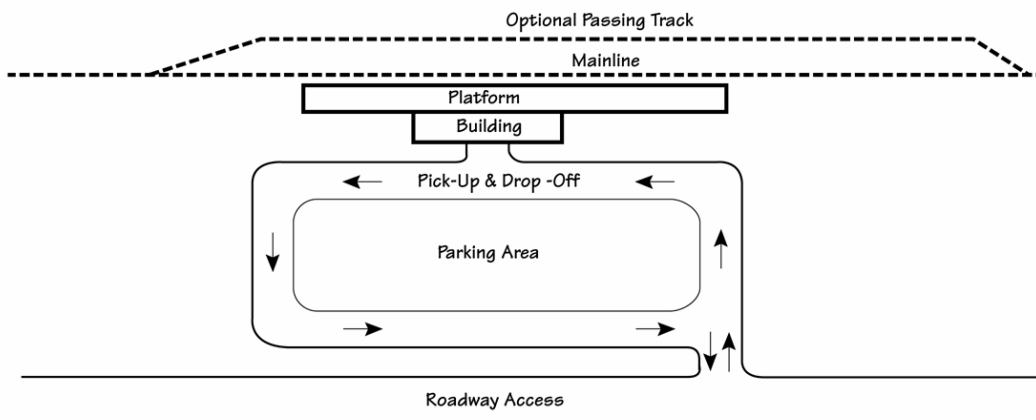 Optional Passing Track
Mainline
Platform
Building
Pick-Up & Drop -Off
Parking Area
Roadway Access